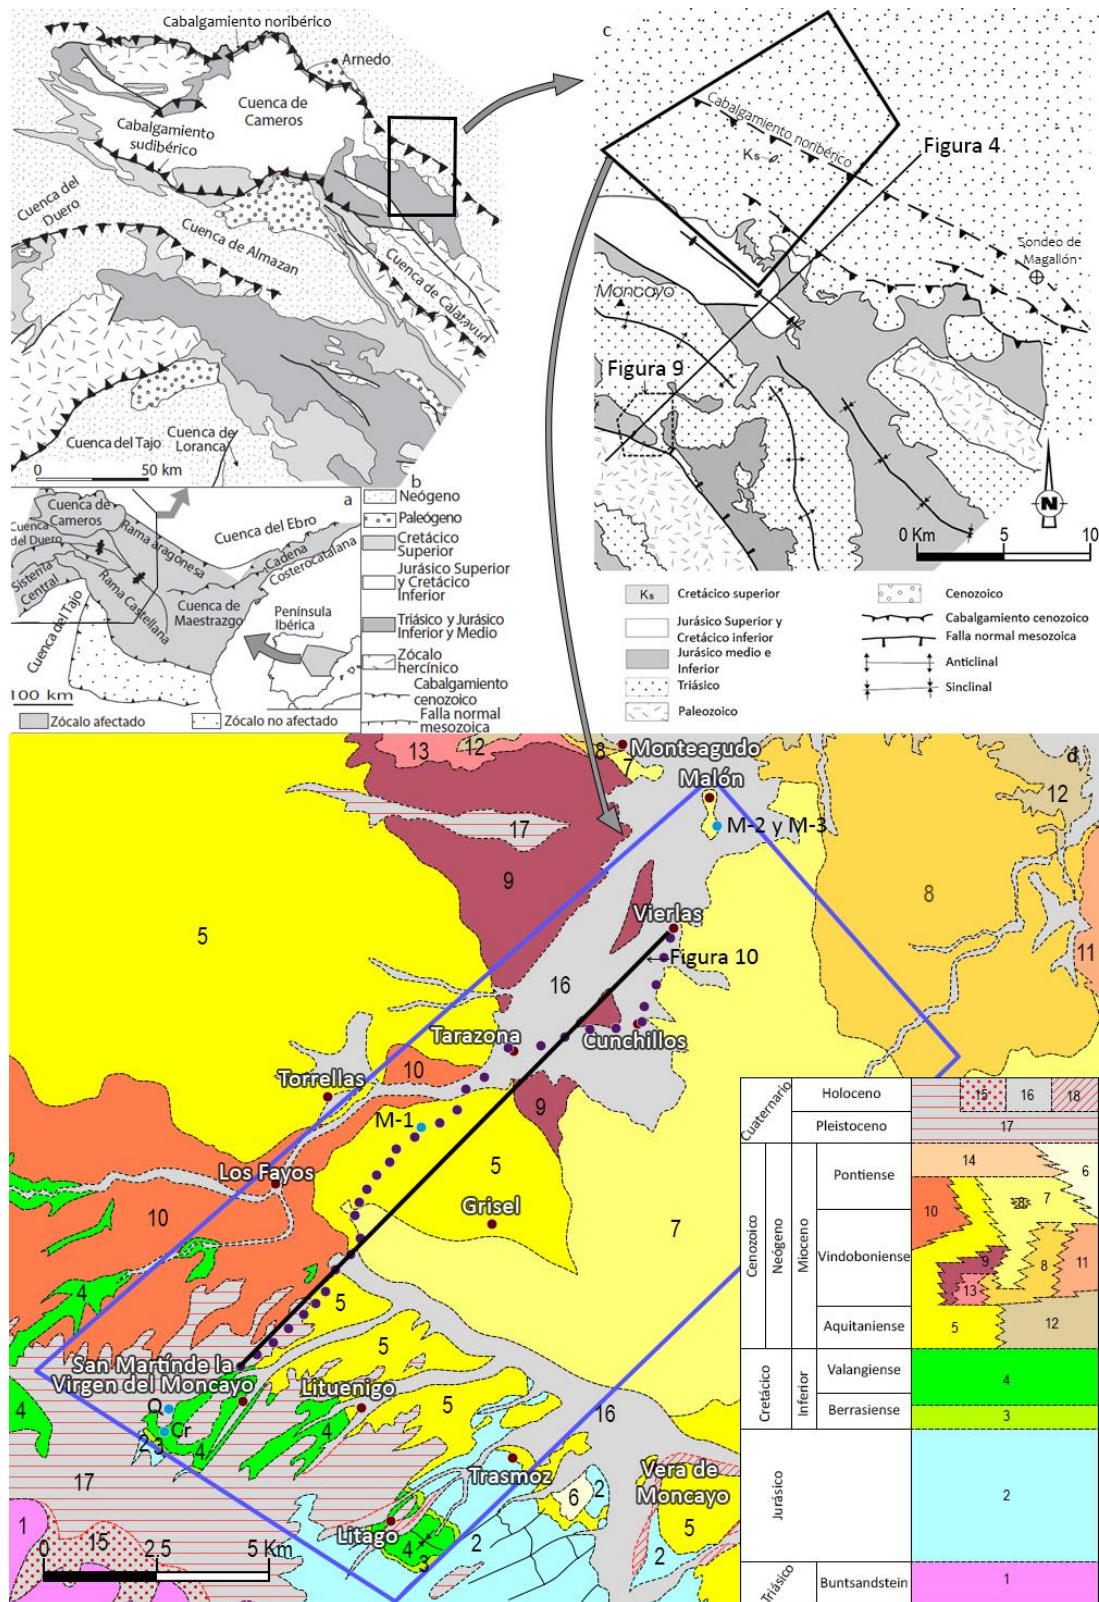 Cabalgamiento
noribérico
Arnedo
Cuenca de
Cameros
Cabalgamiento
sudibérico
Cuenca del
Duero
Cuenca de Almazan
Cuenca de Calatayud
Cuenca del Tajo
Cuenca de
Loranca
0 50 km
b
Neógeno
Paleógeno
Cretácico
Superior
Jurásico Superior
y Cretácico
Inferior
Triásico y Jurásico
Inferior y Medio
Zócalo
hercínico
Cabalgamiento
cenozoico
Falla normal
mesozoica
a
Cuenca de
Cameros
Cuenca
del Duero
Rama aragonesa
Cuenca del Ebro
Cadena
Costerocatalana
Sistema
Central
Rama Castellana
Cuenca de
Maestrazgo
Cuenca del Tajo
Península
Ibérica
100 km
Zócalo afectado
Zócalo no afectado
c
Cabalgamiento noribérico
Ks
Figura 4
Sondeo de
Magallón
Moncayo
Figura 9
N
0 Km 5 10
Ks Cretácico superior
Jurásico Superior y
Cretácico inferior
Jurásico medio e
Inferior
Triásico
Paleozoico
Cenozoico
Cabalgamiento cenozoico
Falla normal mesozoica
Anticlinal
Sinclinal
d
13
12
8
7
Monteagudo
Malón
M-2 y M-3
12
17
9
8
5
Vierlas
Figura 10
11
16
Tarazona
Cunchillos
10
Torrellas
9
M-1
5
Los Fayos
Grisel
10
7
4
5
5
San Martínde la
Virgen del Moncayo
Lituenigo
Q
Cr
4
2
3
4
4
5
16
17
Trasmoz
Vera de
Moncayo
6
2
5
1
15
Litago
4
3
2
2
0 2.5 5 Km
Cuaternario
Holoceno
15
16
18
Pleistoceno
17
Cenozoico
Neógeno
Mioceno
Pontiense
14
6
10
8
7
Vindoboniense
9
13
8
11
Aquitaniense
5
12
Cretácico
Inferior
Valangiense
4
Berrasiense
3
Jurásico
2
Triásico
Buntsandstein
1